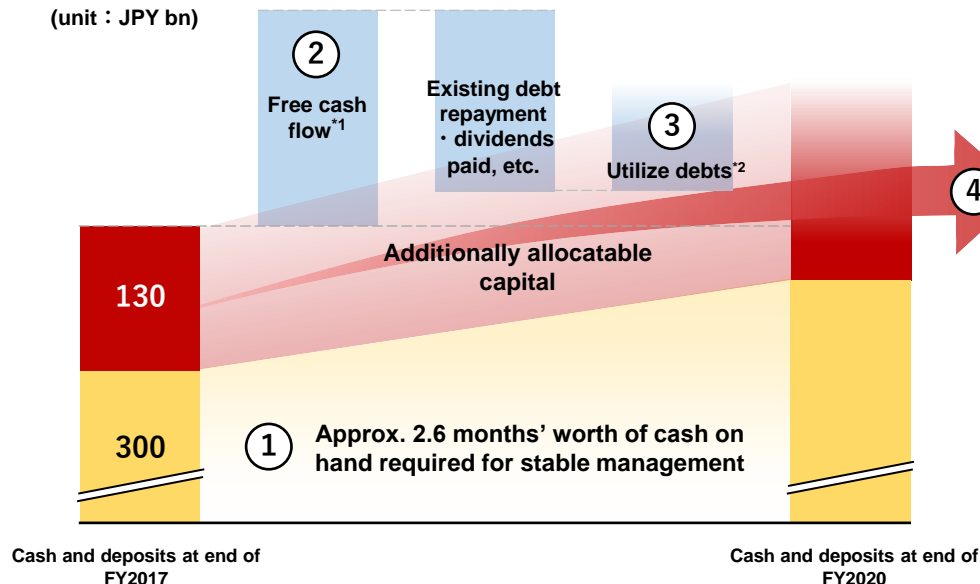 (unit：JPY bn)
②
Free cash
flow*1
Existing debt
repayment
・dividends
paid, etc.
③
Utilize debts*2
④
Additionally allocatable
capital
130
300
①
Approx. 2.6 months’ worth of cash on
hand required for stable management
Cash and deposits at end of
FY2017
Cash and deposits at end of
FY2020